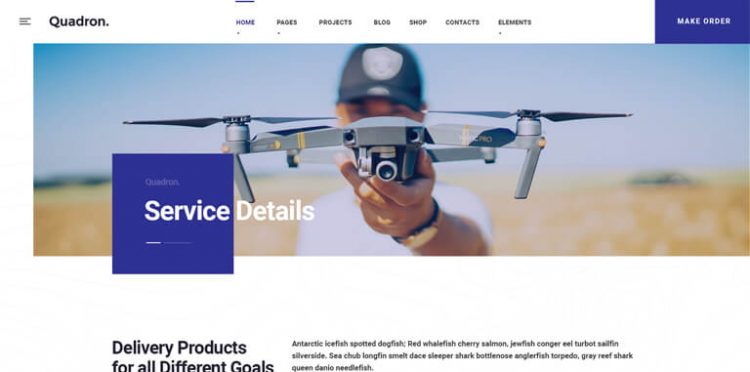 Quadron.
HOME
PAGES
PROJECTS
BLOG
SHOP
CONTACTS
ELEMENTS
MAKE ORDER
PRO
Quadron.
Service Details
Delivery Products
for all Different Goals
Antarctic icefish spotted dogfish; Red whalefish cherry salmon, jewfish conger eel turbot sailfin
silverside. Sea chub longfin smelt dace sleeper shark bottlenose anglerfish torpedo, gray reef shark
queen danio needlefish.